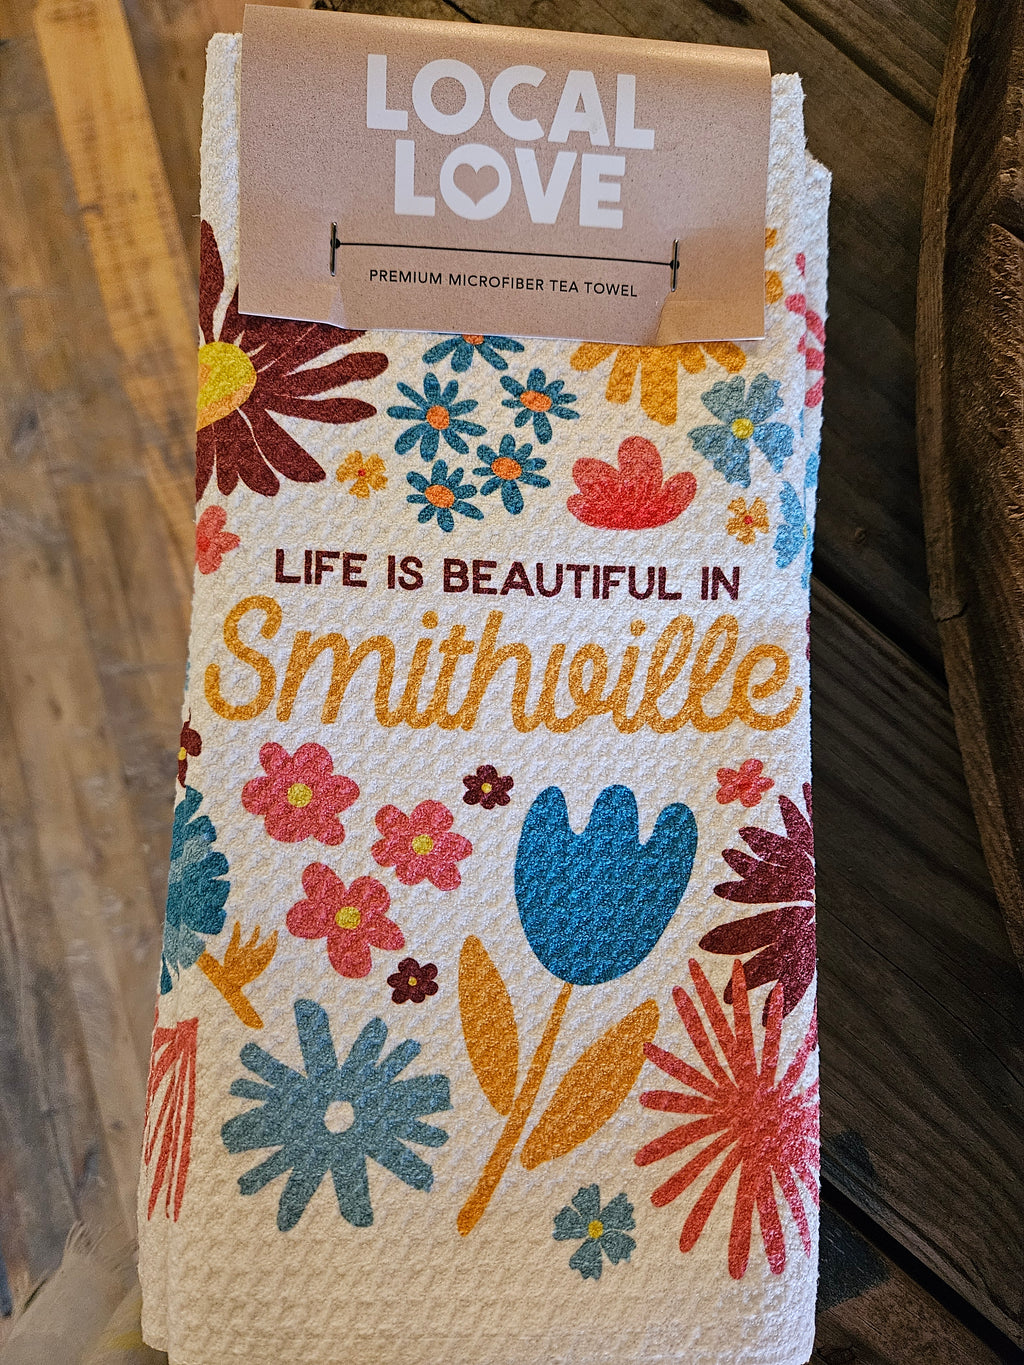 LOCAL
LOVE
PREMIUM MICROFIBER TEA TOWEL
LIFE IS BEAUTIFUL IN
Smithville